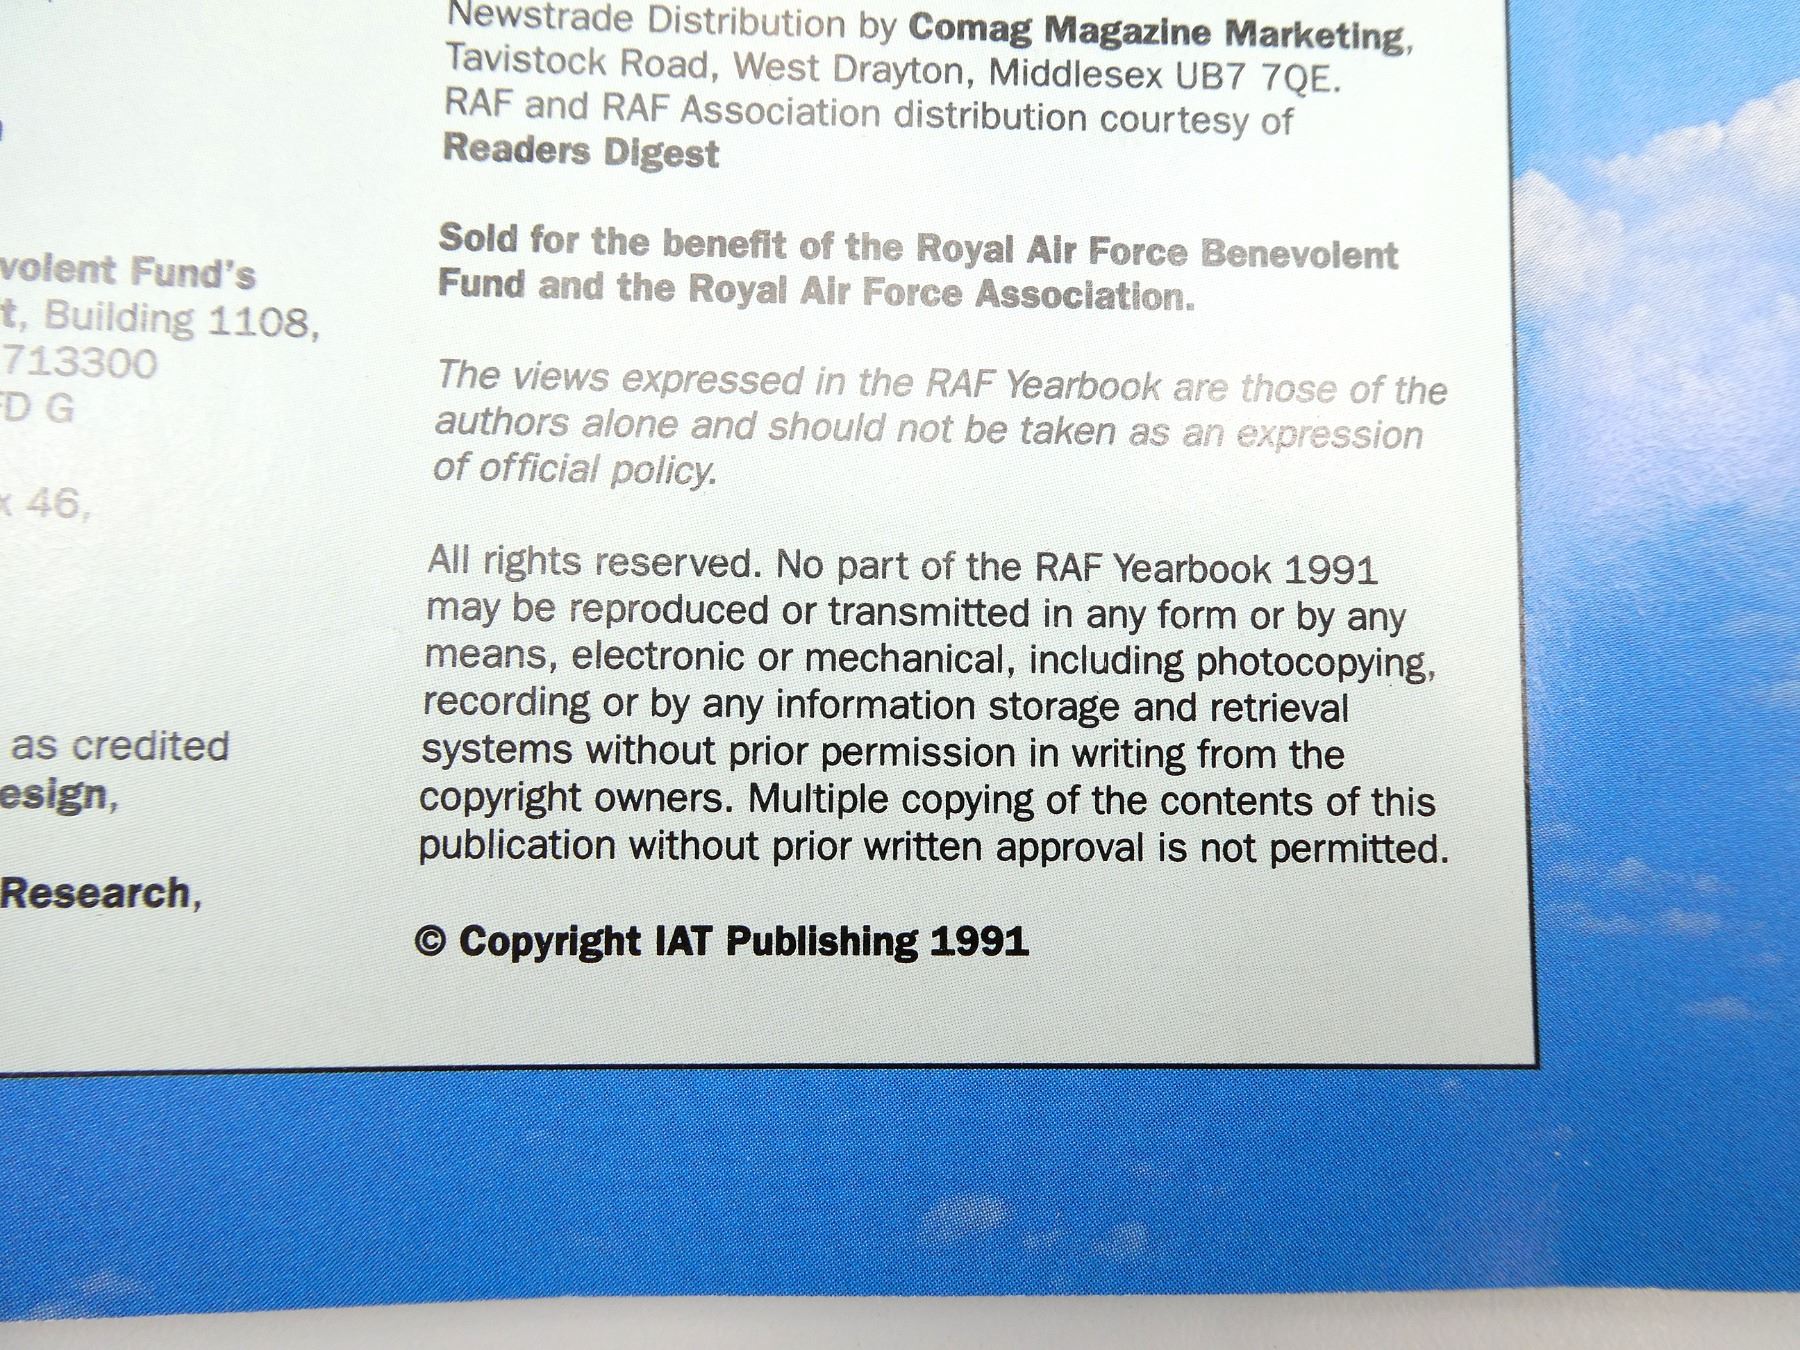 volent Fund's
t, Building 1108,
713300
D G
x 46,
as credited
esign,
Research,
Newstrade Distribution by Comag Magazine Marketing,
Tavistock Road, West Drayton, Middlesex UB7 7QE.
RAF and RAF Association distribution courtesy of
Readers Digest
Sold for the benefit of the Royal Air Force Benevolent
Fund and the Royal Air Force Association.
The views expressed in the RAF Yearbook are those of the
authors alone and should not be taken as an expression
of official policy.
All rights reserved. No part of the RAF Yearbook 1991
may be reproduced or transmitted in any form or by any
means, electronic or mechanical, including photocopying,
recording or by any information storage and retrieval
systems without prior permission in writing from the
copyright owners. Multiple copying of the contents of this
publication without prior written approval is not permitted.
© Copyright IAT Publishing 1991